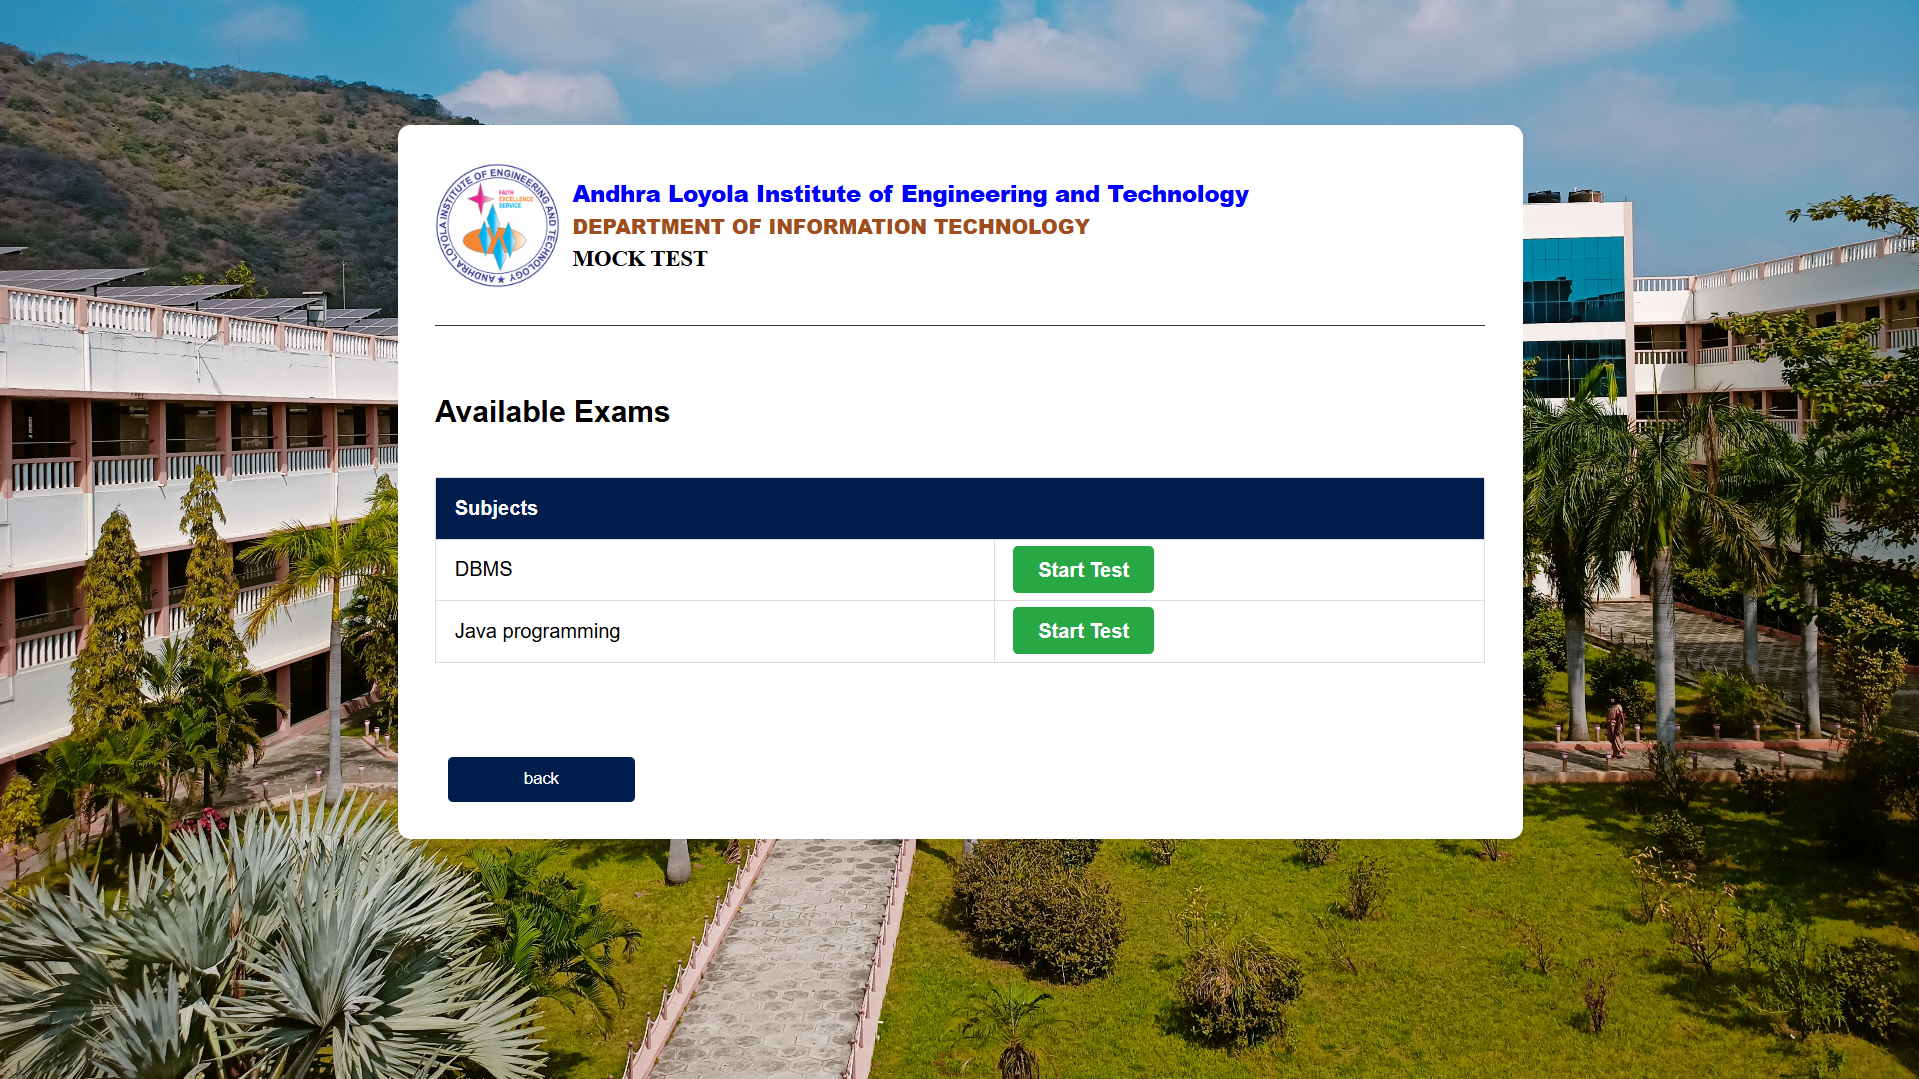 ANDHRA LOYOLA INSTITUTE OF ENGINEERING AND TECHNOLOGY
FAITH
EXCELLENCE
SERVICE
Andhra Loyola Institute of Engineering and Technology
DEPARTMENT OF INFORMATION TECHNOLOGY
MOCK TEST
Available Exams
Subjects
DBMS
Start Test
Java programming
Start Test
back